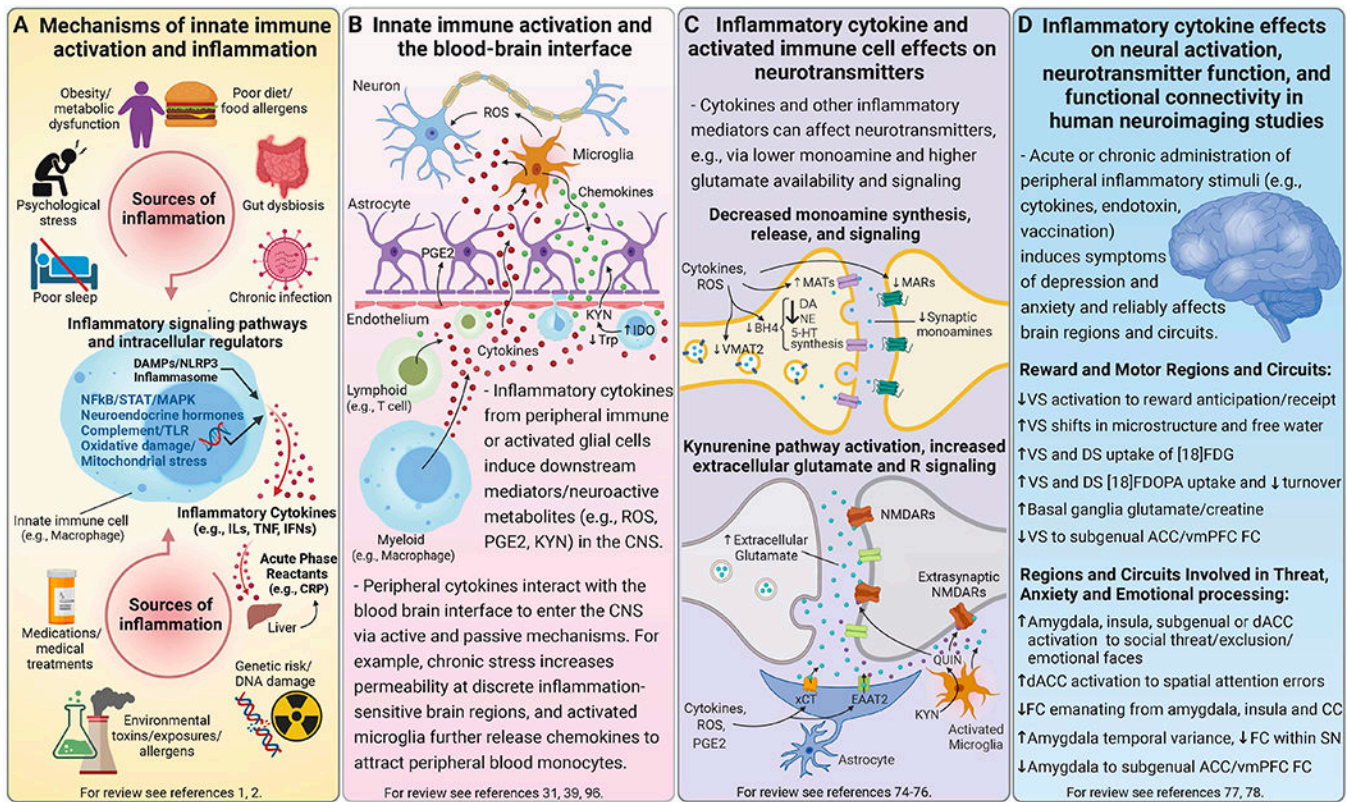 A Mechanisms of innate immune
activation and inflammation
Obesity/
metabolic
dysfunction
Poor diet/
food allergens
Psychological
stress
Sources of
inflammation
Gut dysbiosis
Poor sleep
Chronic infection
Inflammatory signaling pathways
and intracellular regulators
DAMPs/NLRP3
Inflammasome
NFkB/STAT/MAPK
Neuroendocrine hormones
Complement/TLR
Oxidative damage/
Mitochondrial stress
Innate immune cell
(e.g., Macrophage)
Inflammatory Cytokines
(e.g., ILs, TNF, IFNs)
Acute Phase
Reactants
(e.g., CRP)
Liver
Sources of
inflammation
Medications/
medical
treatments
Genetic risk/
DNA damage
Environmental
toxins/exposures/
allergens
For review see references 1, 2.
B Innate immune activation and
the blood-brain interface
Neuron
ROS
Microglia
Chemokines
Astrocyte
PGE2
Endothelium
KYN
↑IDO
↓Trp
Cytokines
Lymphoid
(e.g., T cell)
Myeloid
(e.g., Macrophage)
- Inflammatory cytokines
from peripheral immune
or activated glial cells
induce downstream
mediators/neuroactive
metabolites (e.g., ROS,
PGE2, KYN) in the CNS.
- Peripheral cytokines interact with the
blood brain interface to enter the CNS
via active and passive mechanisms. For
example, chronic stress increases
permeability at discrete inflammation-
sensitive brain regions, and activated
microglia further release chemokines to
attract peripheral blood monocytes.
For review see references 31, 39, 96.
C Inflammatory cytokine and
activated immune cell effects on
neurotransmitters
- Cytokines and other inflammatory
mediators can affect neurotransmitters,
e.g., via lower monoamine and higher
glutamate availability and signaling
Decreased monoamine synthesis,
release, and signaling
Cytokines,
ROS
↑MATs
↓MARs
↓BH4
↓
DA
NE
5-HT
synthesis
↓Synaptic
monoamines
↓VMAT2
Kynurenine pathway activation, increased
extracellular glutamate and R signaling
NMDARs
↑Extracellular
Glutamate
Extrasynaptic
NMDARs
QUIN
xCT
EAAT2
KYN
Cytokines,
ROS,
PGE2
Activated
Microglia
Astrocyte
For review see references 74-76.
D Inflammatory cytokine effects
on neural activation,
neurotransmitter function, and
functional connectivity in
human neuroimaging studies
- Acute or chronic administration of
peripheral inflammatory stimuli (e.g.,
cytokines, endotoxin,
vaccination)
induces symptoms
of depression and
anxiety and reliably affects
brain regions and circuits.
Reward and Motor Regions and Circuits:
↓VS activation to reward anticipation/receipt
↑VS shifts in microstructure and free water
↑VS and DS uptake of [18]FDG
↑VS and DS [18]FDOPA uptake and ↓turnover
↑Basal ganglia glutamate/creatine
↓VS to subgenual ACC/vmPFC FC
Regions and Circuits Involved in Threat,
Anxiety and Emotional processing:
↑Amygdala, insula, subgenual or dACC
activation to social threat/exclusion/
emotional faces
↑dACC activation to spatial attention errors
↓FC emanating from amygdala, insula and CC
↑Amygdala temporal variance, ↓FC within SN
↓Amygdala to subgenual ACC/vmPFC FC
For review see references 77, 78.